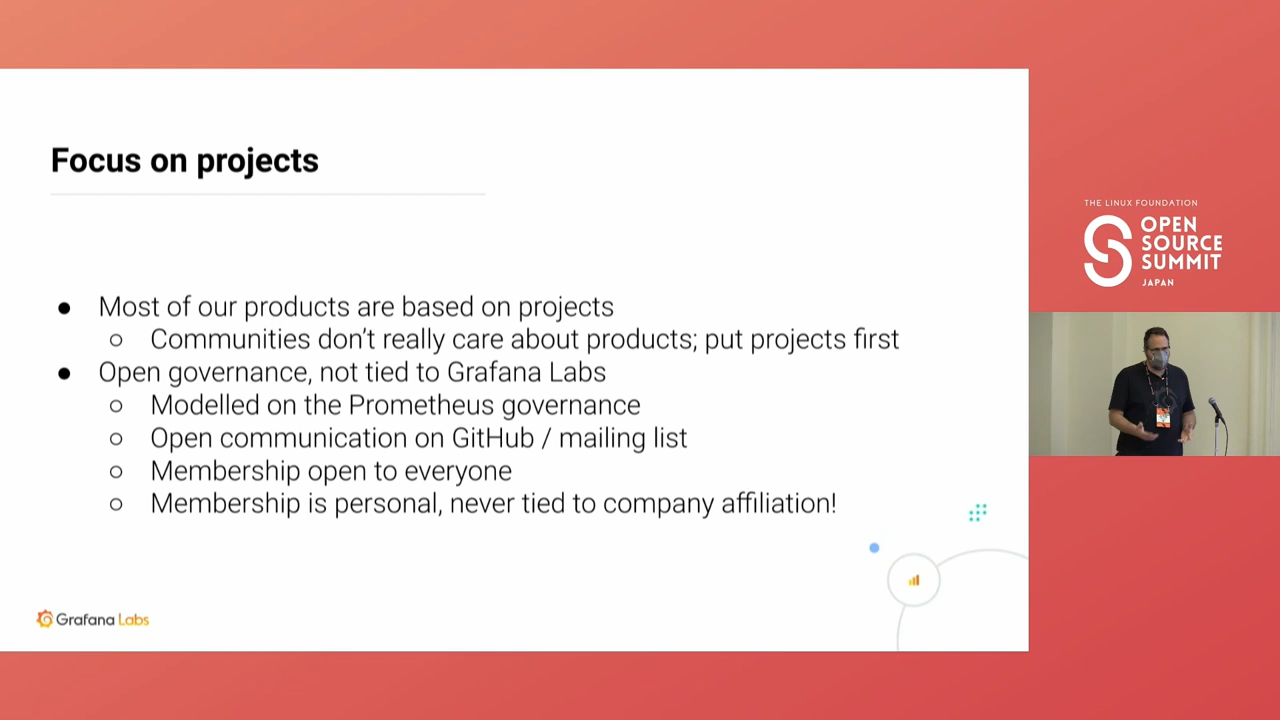 Focus on projects
● Most of our products are based on projects
○ Communities don't really care about products; put projects first
● Open governance, not tied to Grafana Labs
○ Modelled on the Prometheus governance
○ Open communication on GitHub / mailing list
○ Membership open to everyone
○ Membership is personal, never tied to company affiliation!
Grafana Labs
THE LINUX FOUNDATION
OPEN
SOURCE
SUMMIT
JAPAN